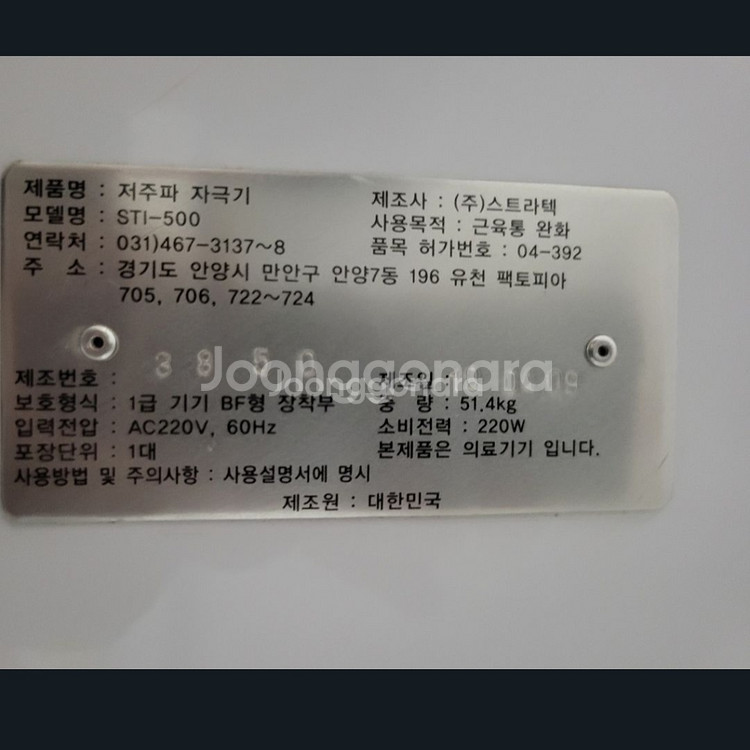 제품명 : 저주파 자극기
모델명 : STI-500
연락처 : 031)467-3137~8
제조사 : (주)스트라텍
사용목적 : 근육통 완화
품목 허가번호 : 04-392
주 소 : 경기도 안양시 만안구 안양7동 196 유천 팩토피아
705, 706, 722~724
Joonggonara
Joonggonara
제조번호 :
보호형식 : 1급 기기 BF형 장착부
입력전압 : AC220V, 60Hz
포장단위 : 1대
제조일 :
중 량 : 51.4kg
소비전력 : 220W
본제품은 의료기기 입니다.
사용방법 및 주의사항 : 사용설명서에 명시
제조원 : 대한민국